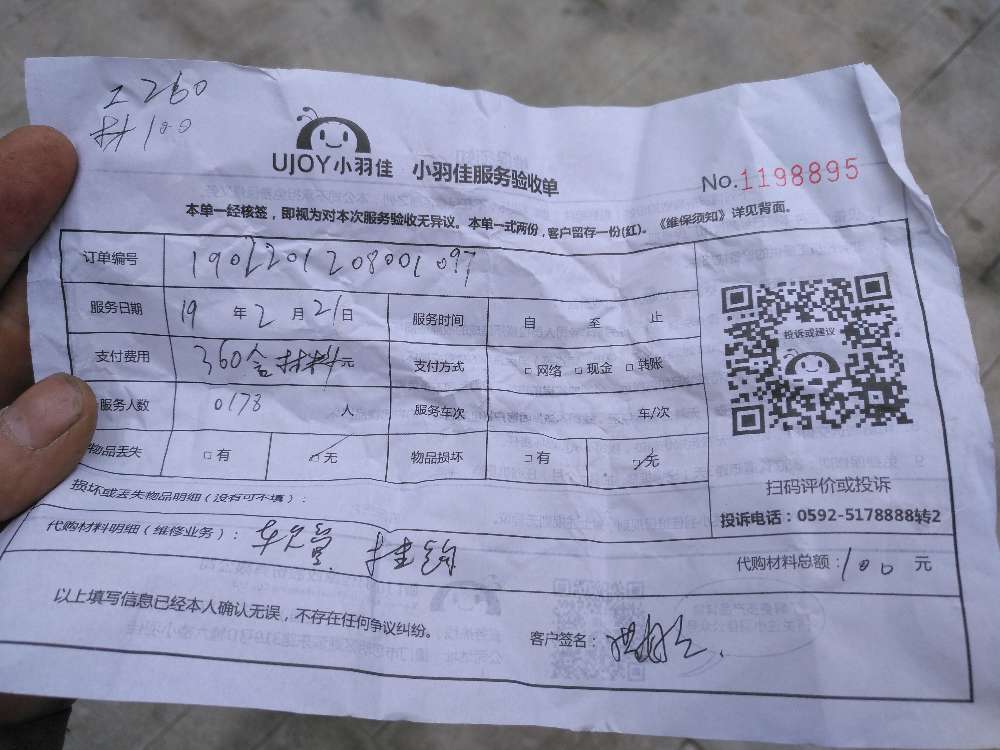 工 260
材 100
UJOY小羽佳 小羽佳服务验收单
No.1198895
本单一经核签，即视为对本次服务验收无异议。本单一式两份，客户留存一份(红)。《维保须知》详见背面。
订单编号 1902201208001097
服务日期 19 年 2 月 21 日 服务时间 自 至 止
支付费用 360含材料元 支付方式 □网络 □现金 □转账
投诉或建议
服务人数 0178 人 服务车次 车/次
物品丢失 □有 □无 物品损坏 □有 □无
扫码评价或投诉
损坏或丢失物品明细（没有可不填）：
投诉电话：0592-5178888转2
代购材料明细（维修业务）：
代购材料总额：100 元
以上填写信息已经本人确认无误，不存在任何争议纠纷。
客户签名：